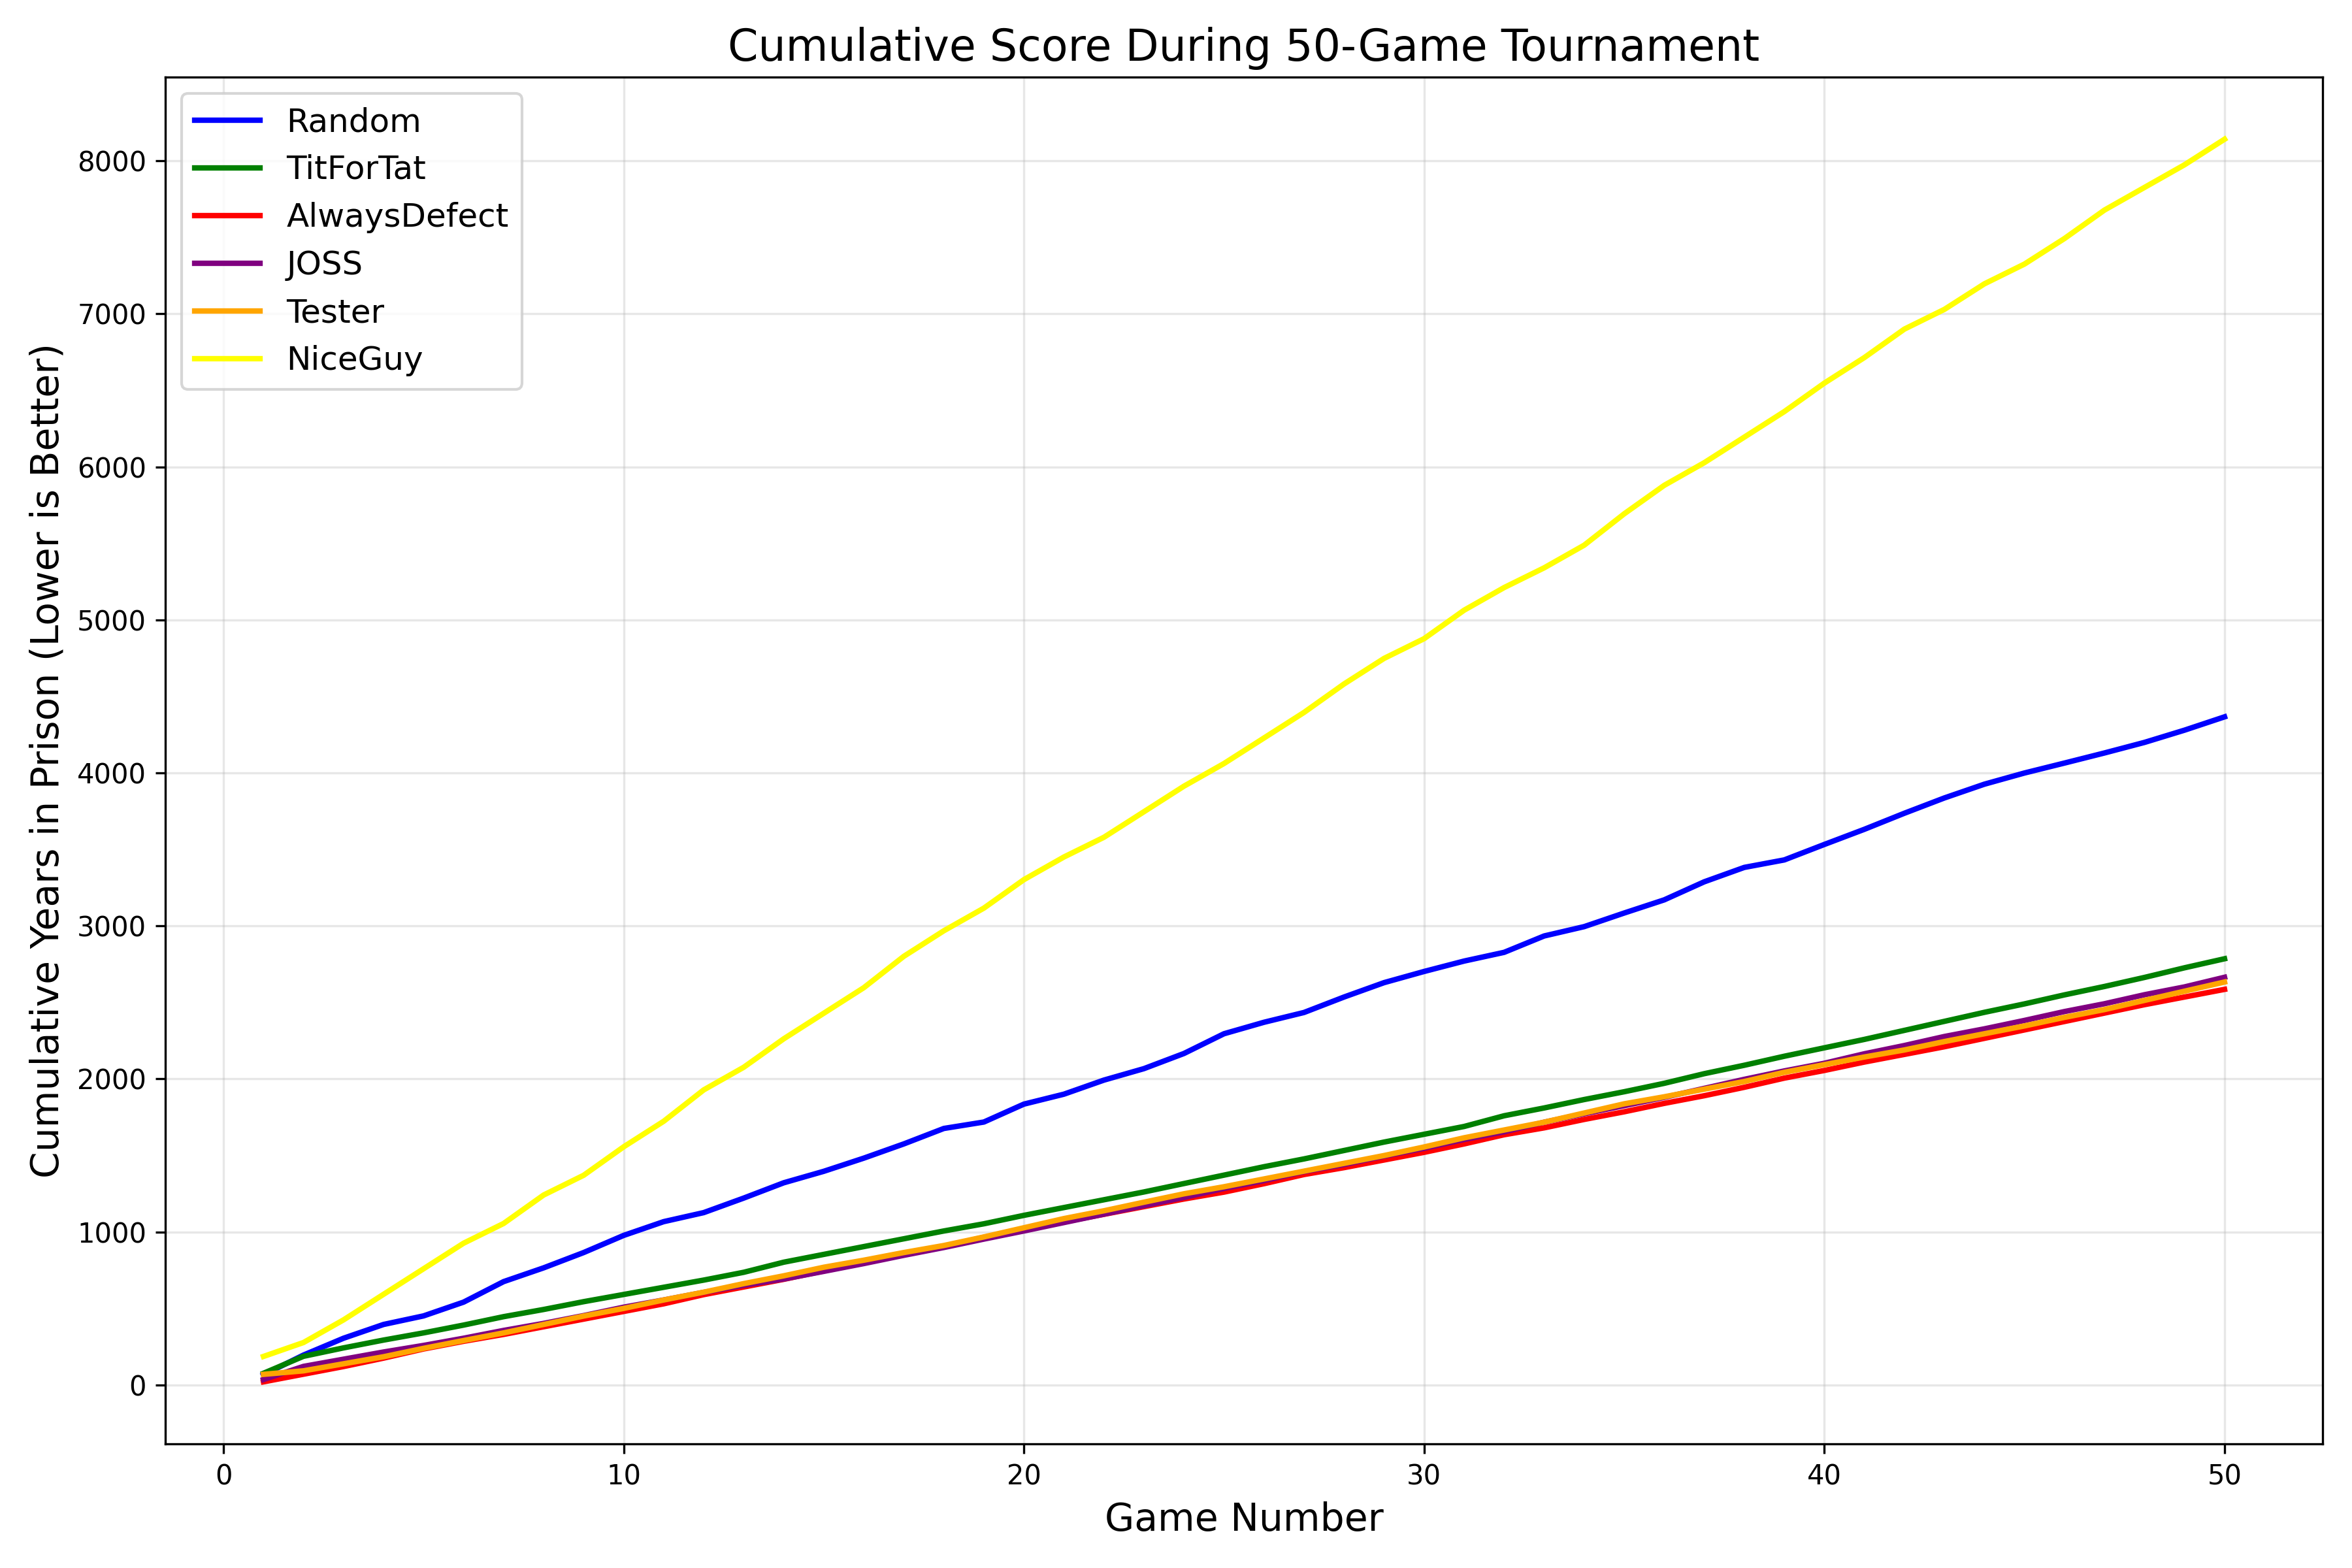 Cumulative Score During 50-Game Tournament
Random
TitForTat
AlwaysDefect
JOSS
Tester
NiceGuy
Cumulative Years in Prison (Lower is Better)
8000
7000
6000
5000
4000
3000
2000
1000
0
0 10 20 30 40 50
Game Number